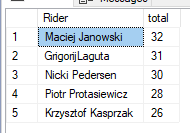 Rider total
1 Maciej Janowski 32
2 GrigorijLaguta 31
3 Nicki Pedersen 30
4 Piotr Protasiewicz 28
5 Krzysztof Kasprzak 26